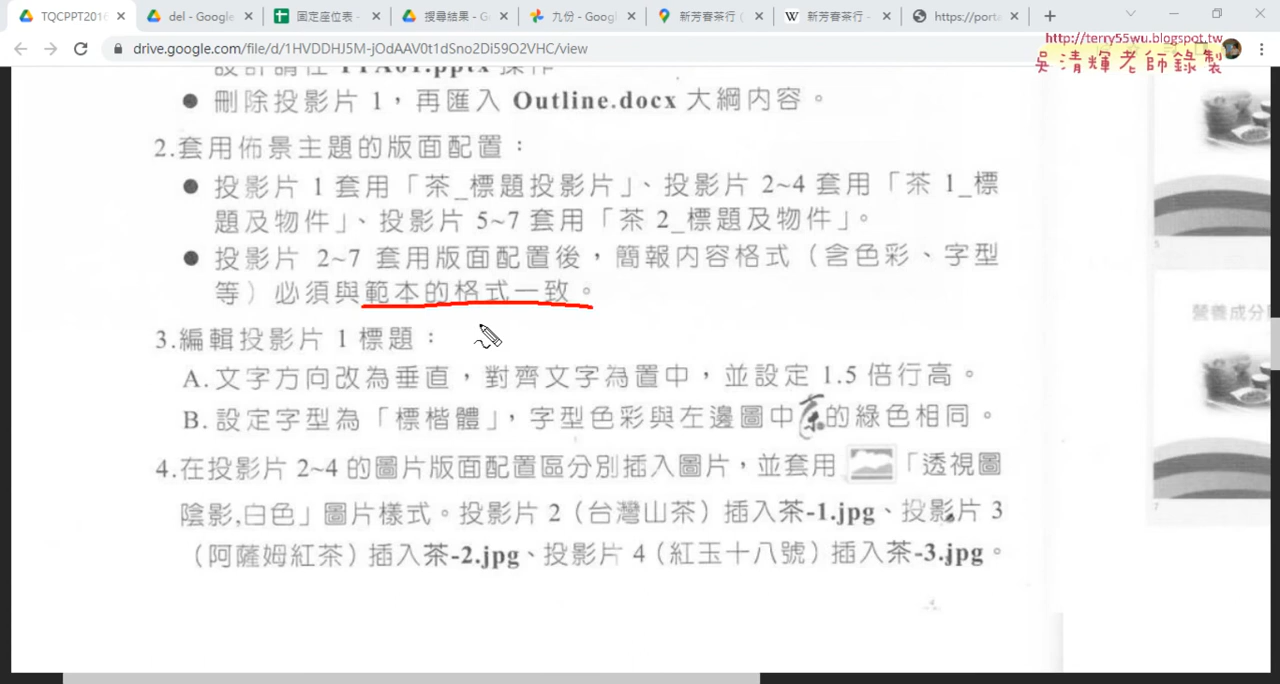 TQCPPT201
del - Google
固定座位表 -
搜尋結果 - G
九份 - Googl
新芳春茶行 (
新芳春茶行 -
https://porta
drive.google.com/file/d/1HVDDHJ5M-jOdAAV0t1dSno2Di59O2VHC/view
http://terry55wu.blogspot.tw
吳清輝老師錄製
● 刪除投影片 1，再匯入 Outline.docx 大綱內容。
2.套用佈景主題的版面配置：
● 投影片 1 套用「茶_標題投影片」、投影片 2~4 套用「茶 1_標
題及物件」、投影片 5~7 套用「茶 2_標題及物件」。
● 投影片 2~7 套用版面配置後，簡報內容格式（含色彩、字型
等）必須與範本的格式一致。
3.編輯投影片 1 標題：
A.文字方向改為垂直，對齊文字為置中，並設定 1.5 倍行高。
B.設定字型為「標楷體」，字型色彩與左邊圖中茶的綠色相同。
4.在投影片 2~4 的圖片版面配置區分別插入圖片，並套用「透視圖
陰影,白色」圖片樣式。投影片 2（台灣山茶）插入茶-1.jpg、投影片 3
（阿薩姆紅茶）插入茶-2.jpg、投影片 4（紅玉十八號）插入茶-3.jpg。
5
營養成分
7